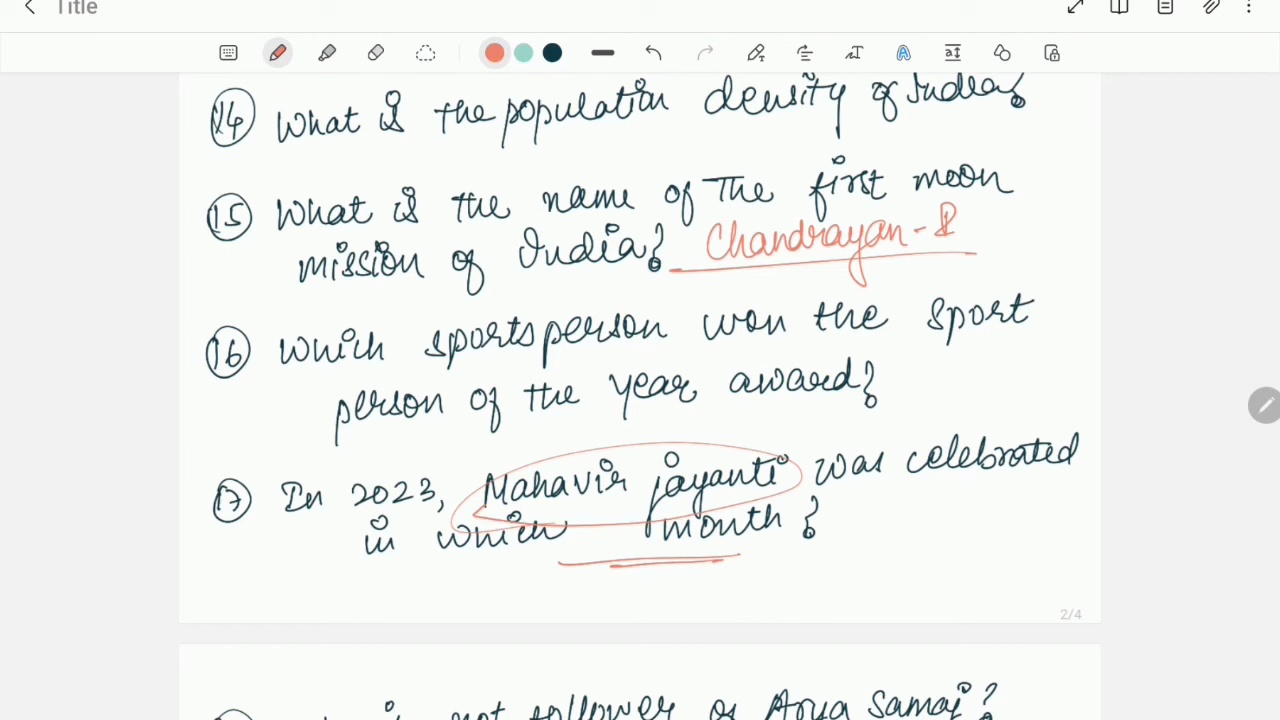 Title
14 What is the population density of India?
15 What is the name of the first moon
mission of India? Chandrayan-I
16 Which sportsperson won the sport
person of the year award?
17 In 2023, Mahavir jayanti was celebrated
in which month?
2/4
not follower of Arya Samaj?